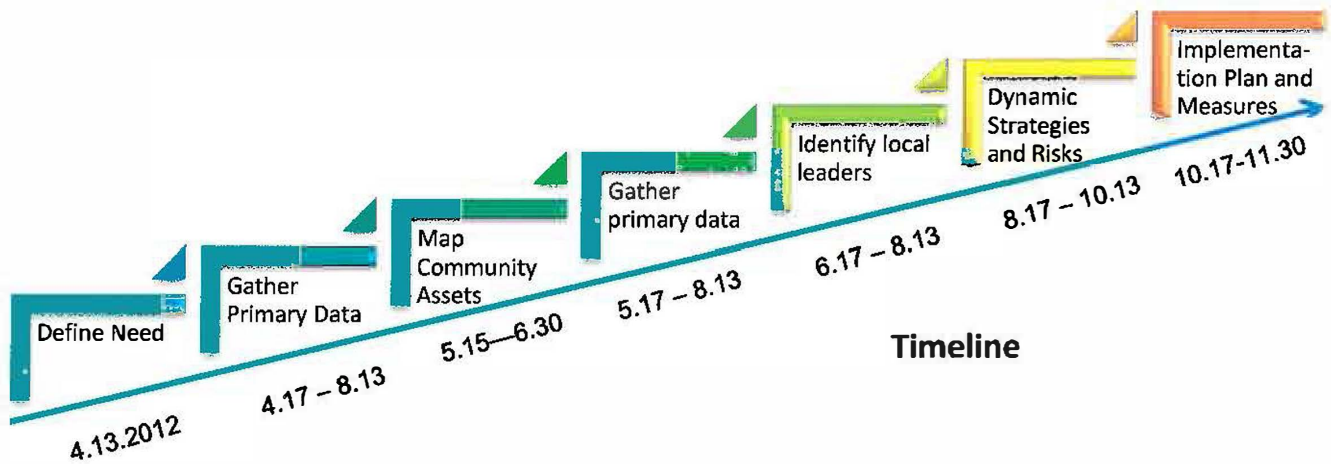 Define Need
4.13.2012
Gather
Primary Data
4.17 – 8.13
Map
Community
Assets
5.15—6.30
Gather
primary data
5.17 – 8.13
Identify local
leaders
6.17 – 8.13
Dynamic
Strategies
and Risks
8.17 – 10.13
Implementa-
tion Plan and
Measures
10.17-11.30
Timeline